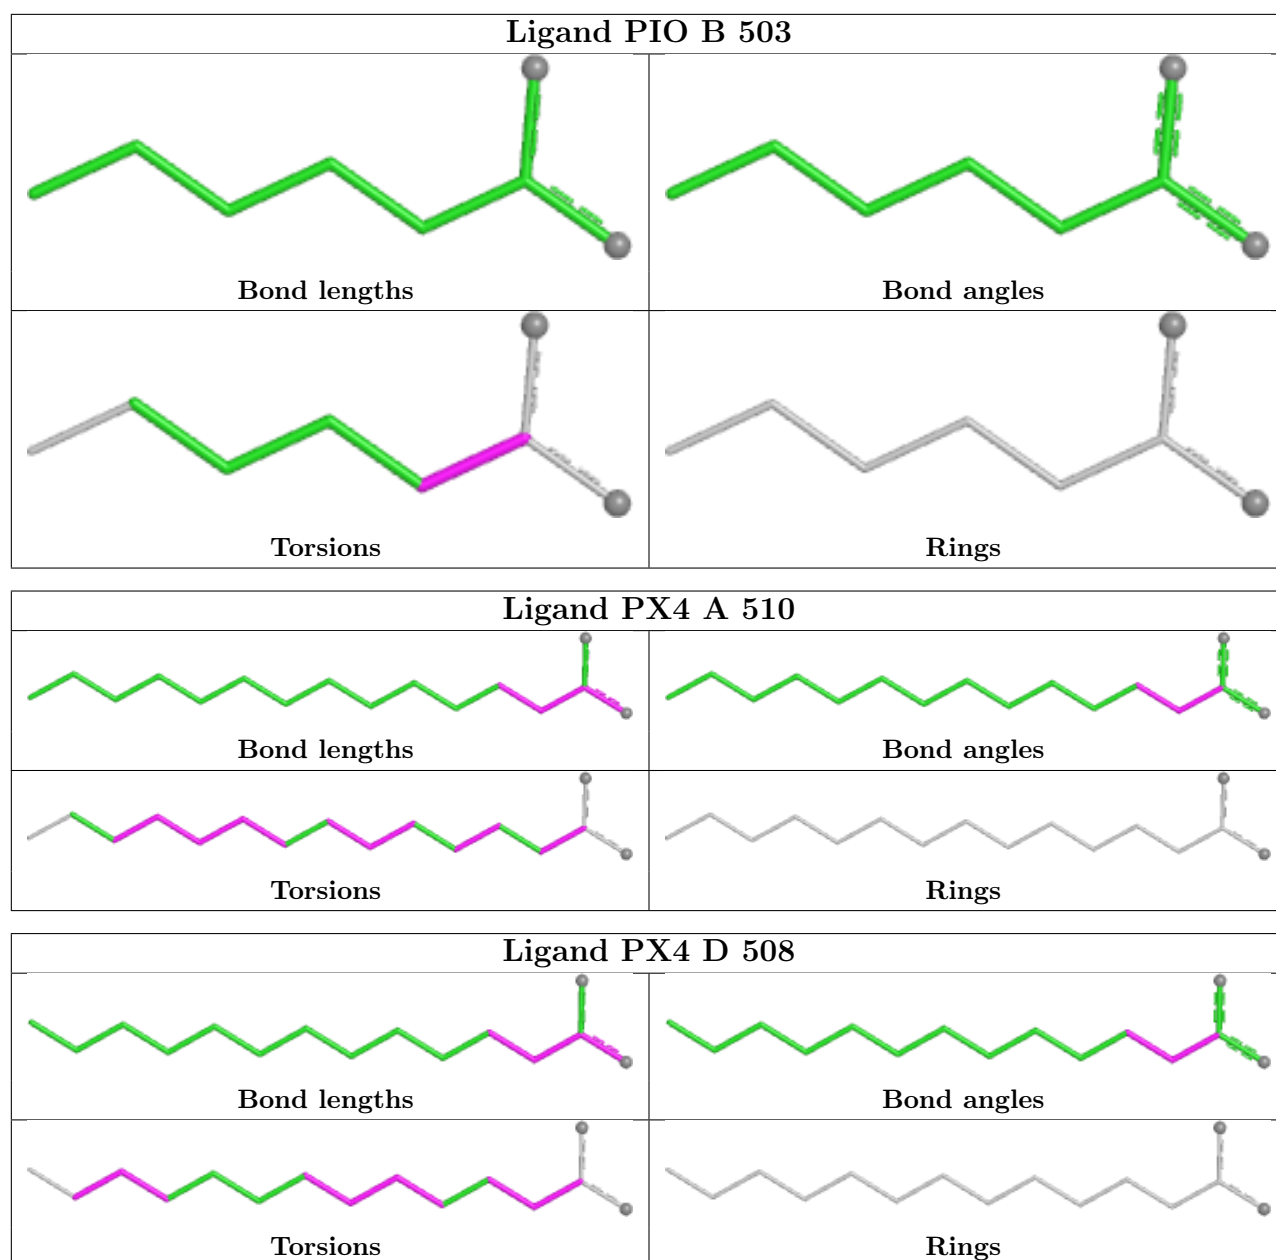 Ligand PIO B 503
Bond lengths
Bond angles
Torsions
Rings
Ligand PX4 A 510
Bond lengths
Bond angles
Torsions
Rings
Ligand PX4 D 508
Bond lengths
Bond angles
Torsions
Rings